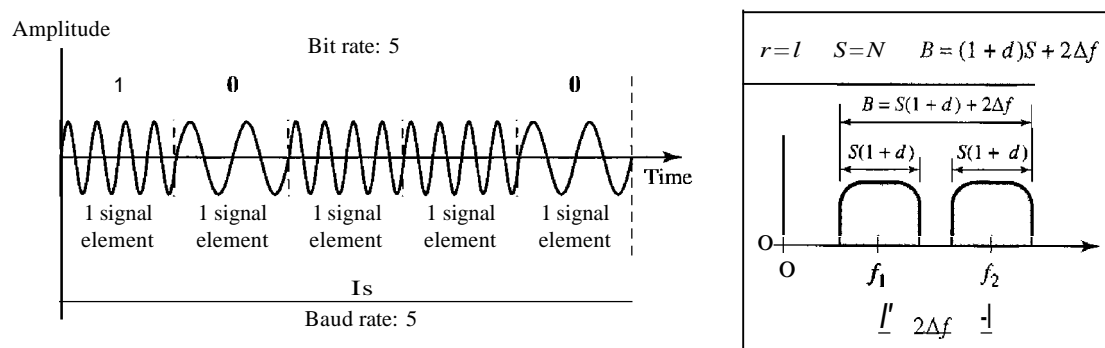 Amplitude
Bit rate: 5
1 0 0
Time
1 signal element
1 signal element
1 signal element
1 signal element
1 signal element
Is
Baud rate: 5
r=l S=N B=(1+d)S+2Δf
B=S(1+d)+2Δf
S(1+d) S(1+d)
O
O f₁ f₂
l' 2Δf -l